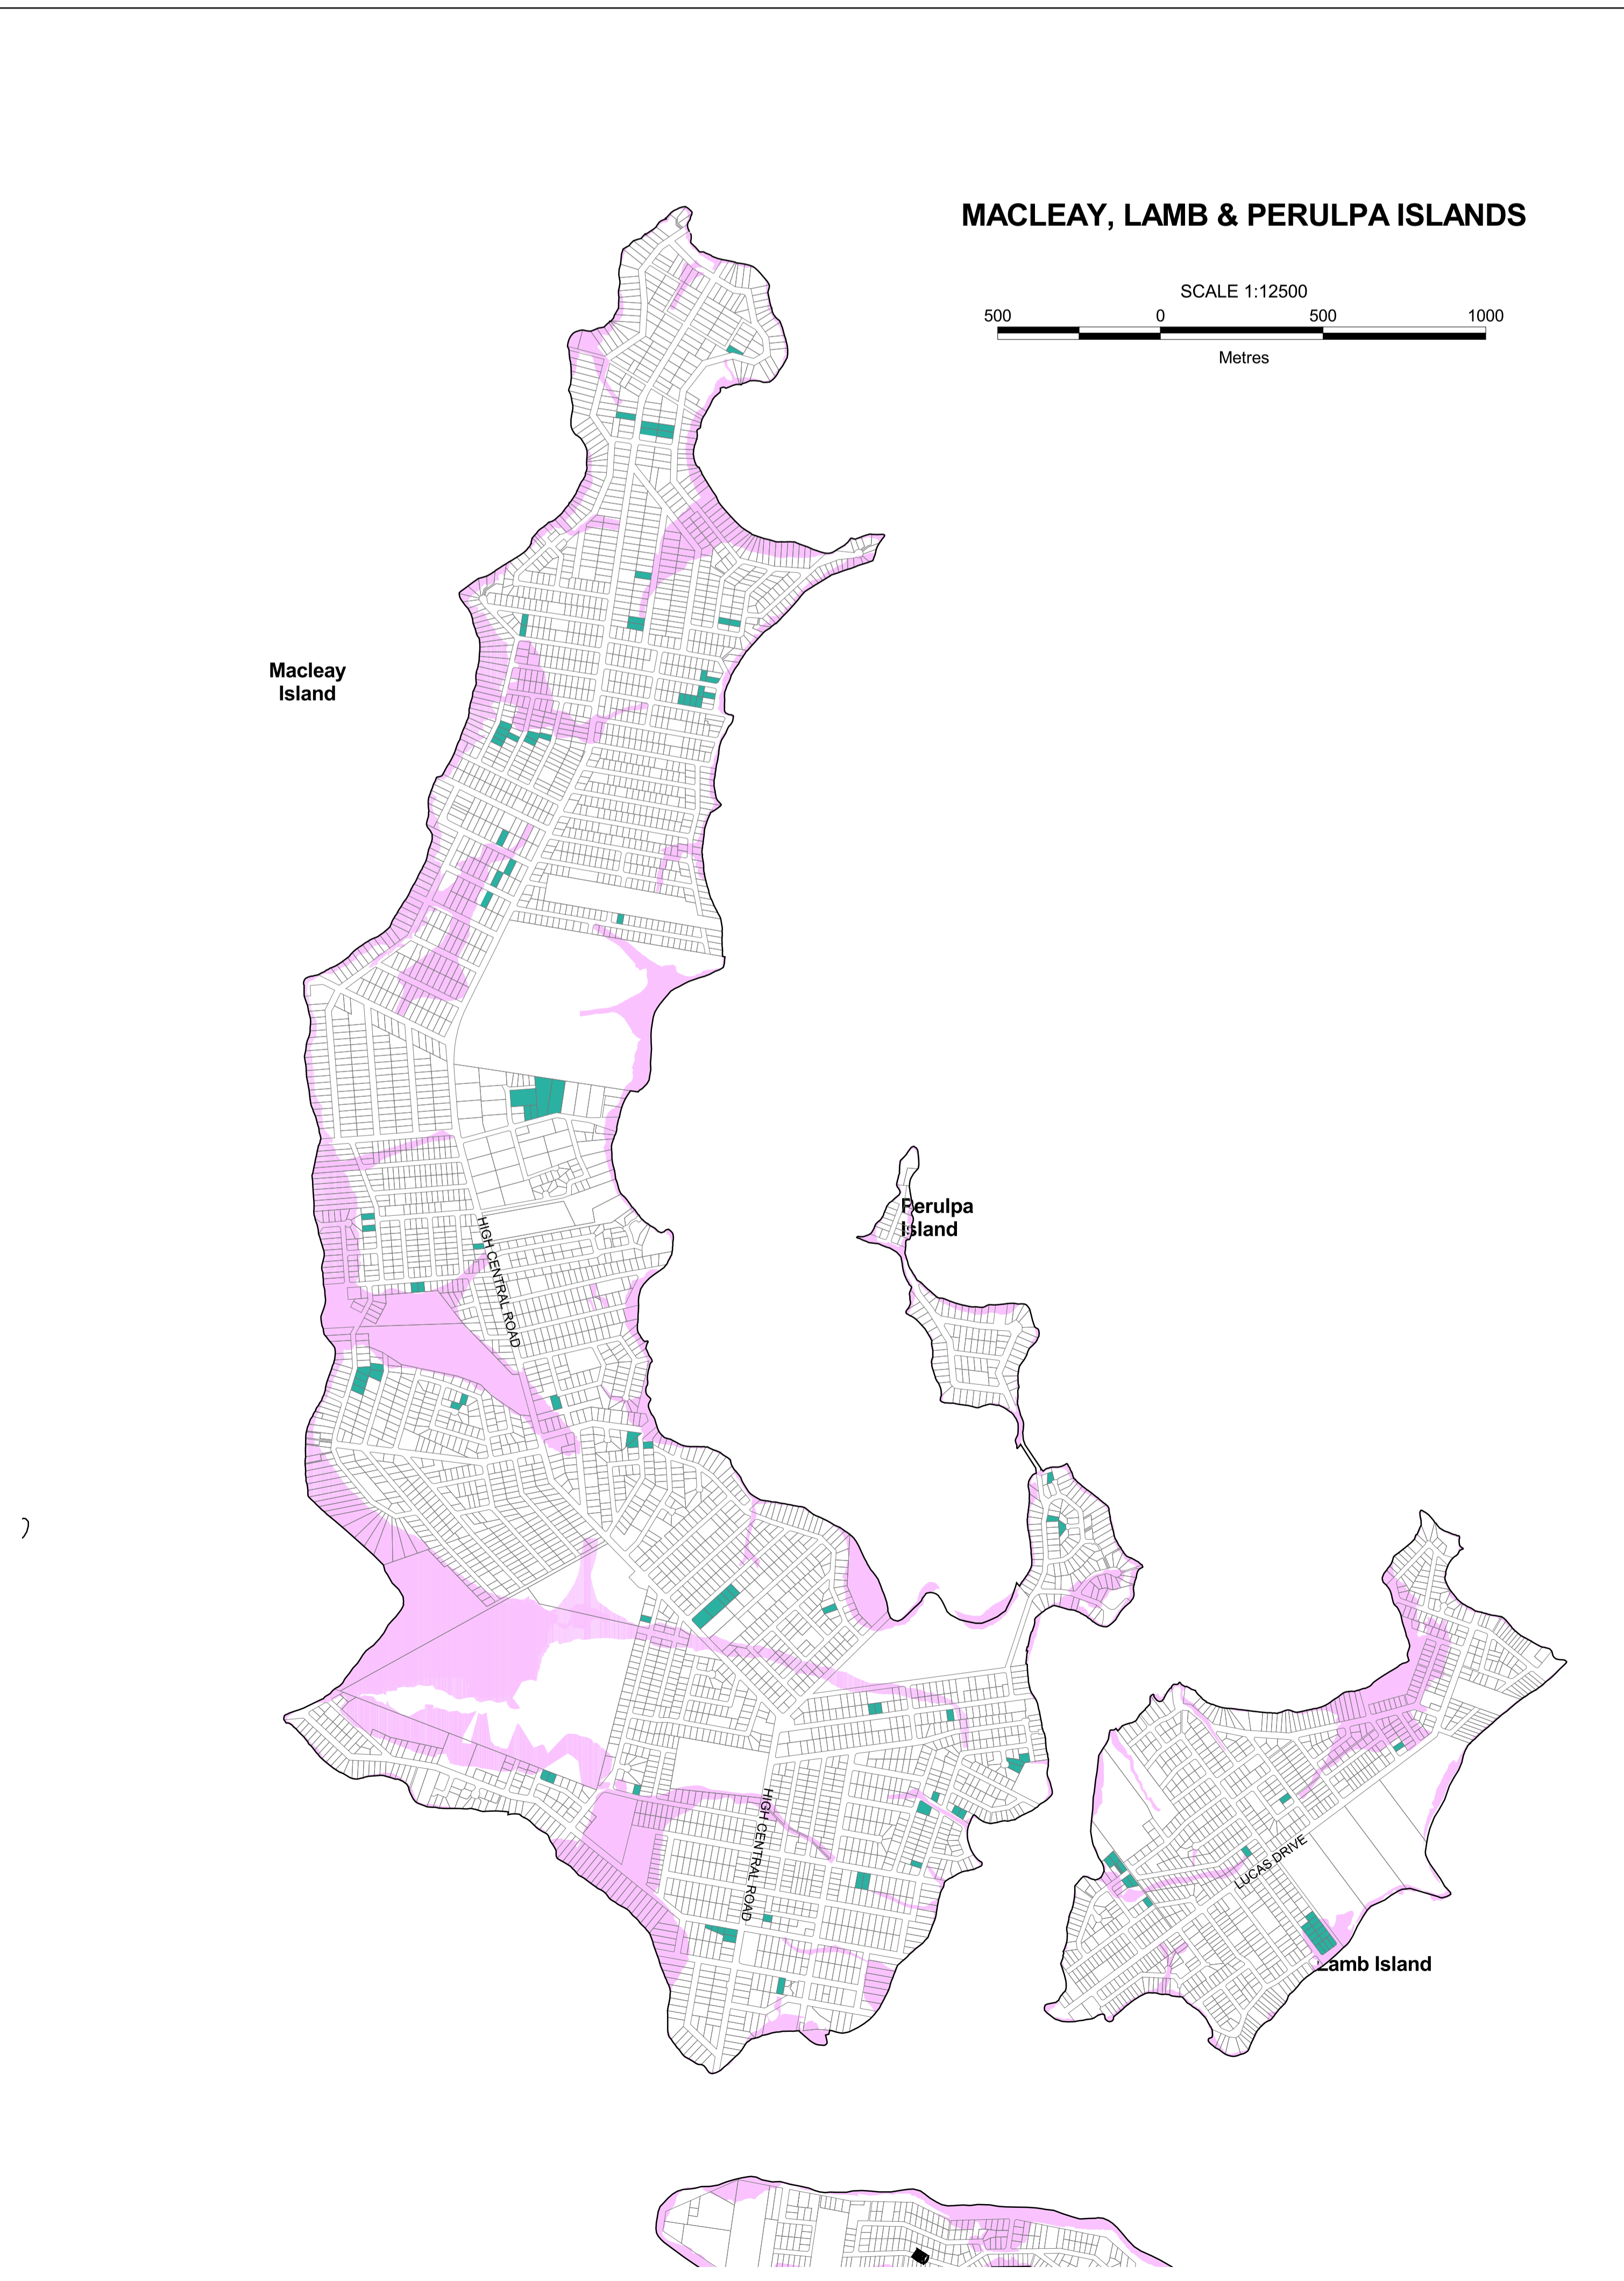 MACLEAY, LAMB & PERULPA ISLANDS
SCALE 1:12500
500 0 500 1000
Metres
Macleay
Island
Perulpa
Island
HIGH CENTRAL ROAD
HIGH CENTRAL ROAD
LUCAS DRIVE
Lamb Island